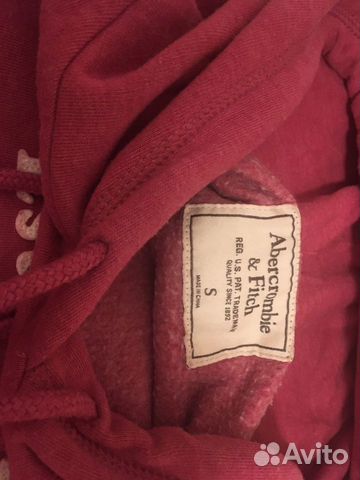 Abercrombie
& Fitch
REG. U.S. PAT. TRADEMARK
QUALITY SINCE 1892
S
MADE IN CHINA
Avito